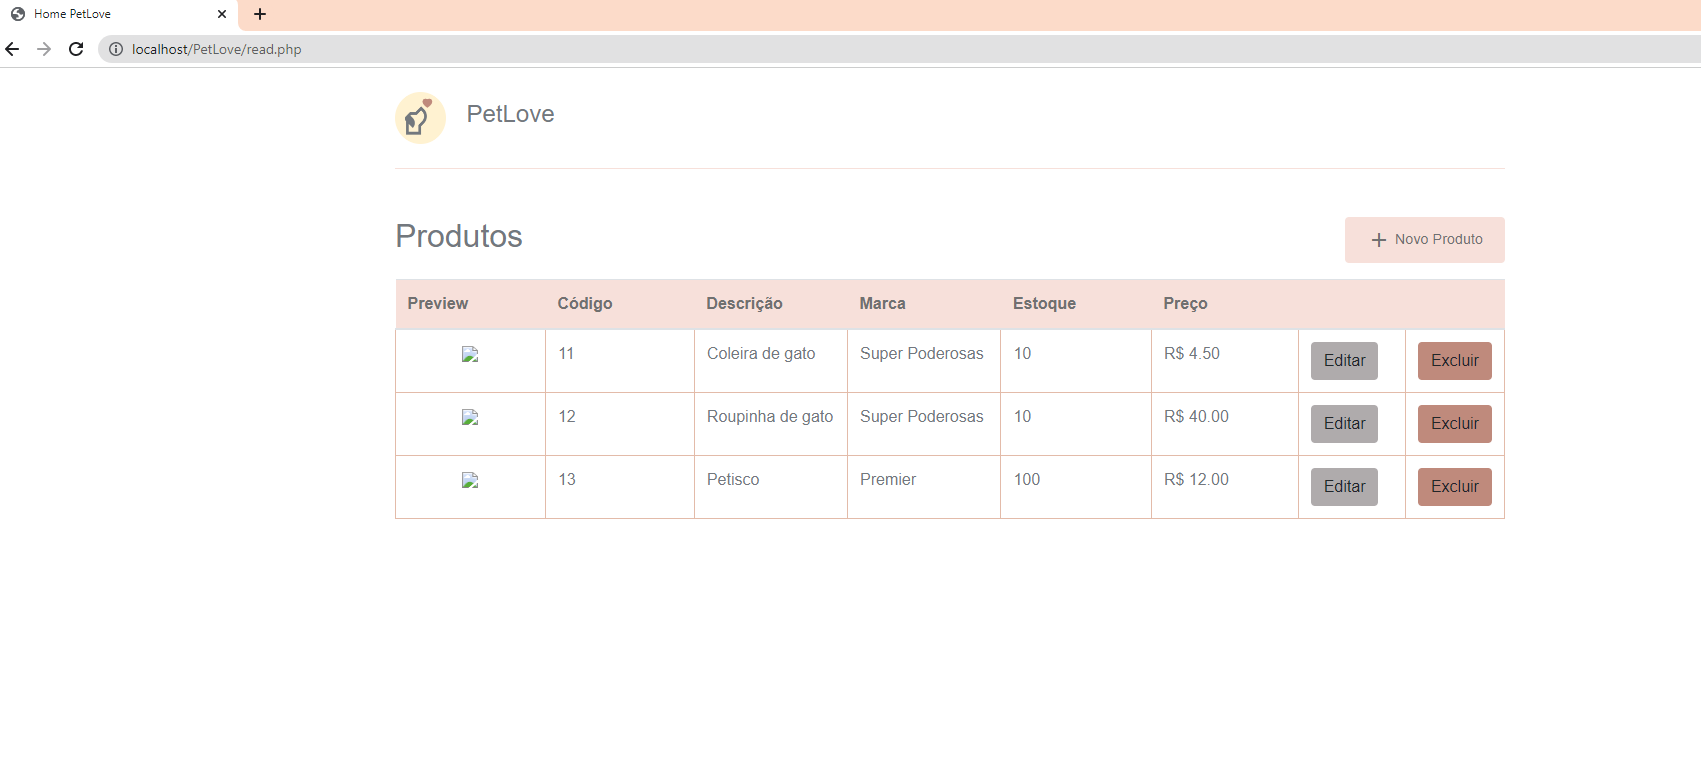 Home PetLove
localhost/PetLove/read.php
PetLove
Produtos
Novo Produto
Preview Código Descrição Marca Estoque Preço
11 Coleira de gato Super Poderosas 10 R$ 4.50 Editar Excluir
12 Roupinha de gato Super Poderosas 10 R$ 40.00 Editar Excluir
13 Petisco Premier 100 R$ 12.00 Editar Excluir